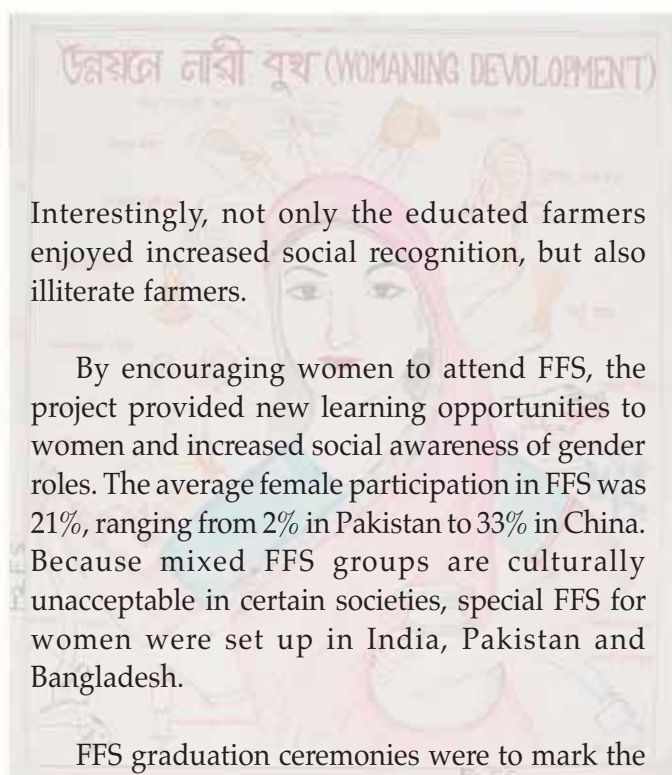 উন্নয়নে নারী বুথ (WOMANING DEVOLOPMENT)
Interestingly, not only the educated farmers
enjoyed increased social recognition, but also
illiterate farmers.
By encouraging women to attend FFS, the
project provided new learning opportunities to
women and increased social awareness of gender
roles. The average female participation in FFS was
21%, ranging from 2% in Pakistan to 33% in China.
Because mixed FFS groups are culturally
unacceptable in certain societies, special FFS for
women were set up in India, Pakistan and
Bangladesh.
FFS graduation ceremonies were to mark the